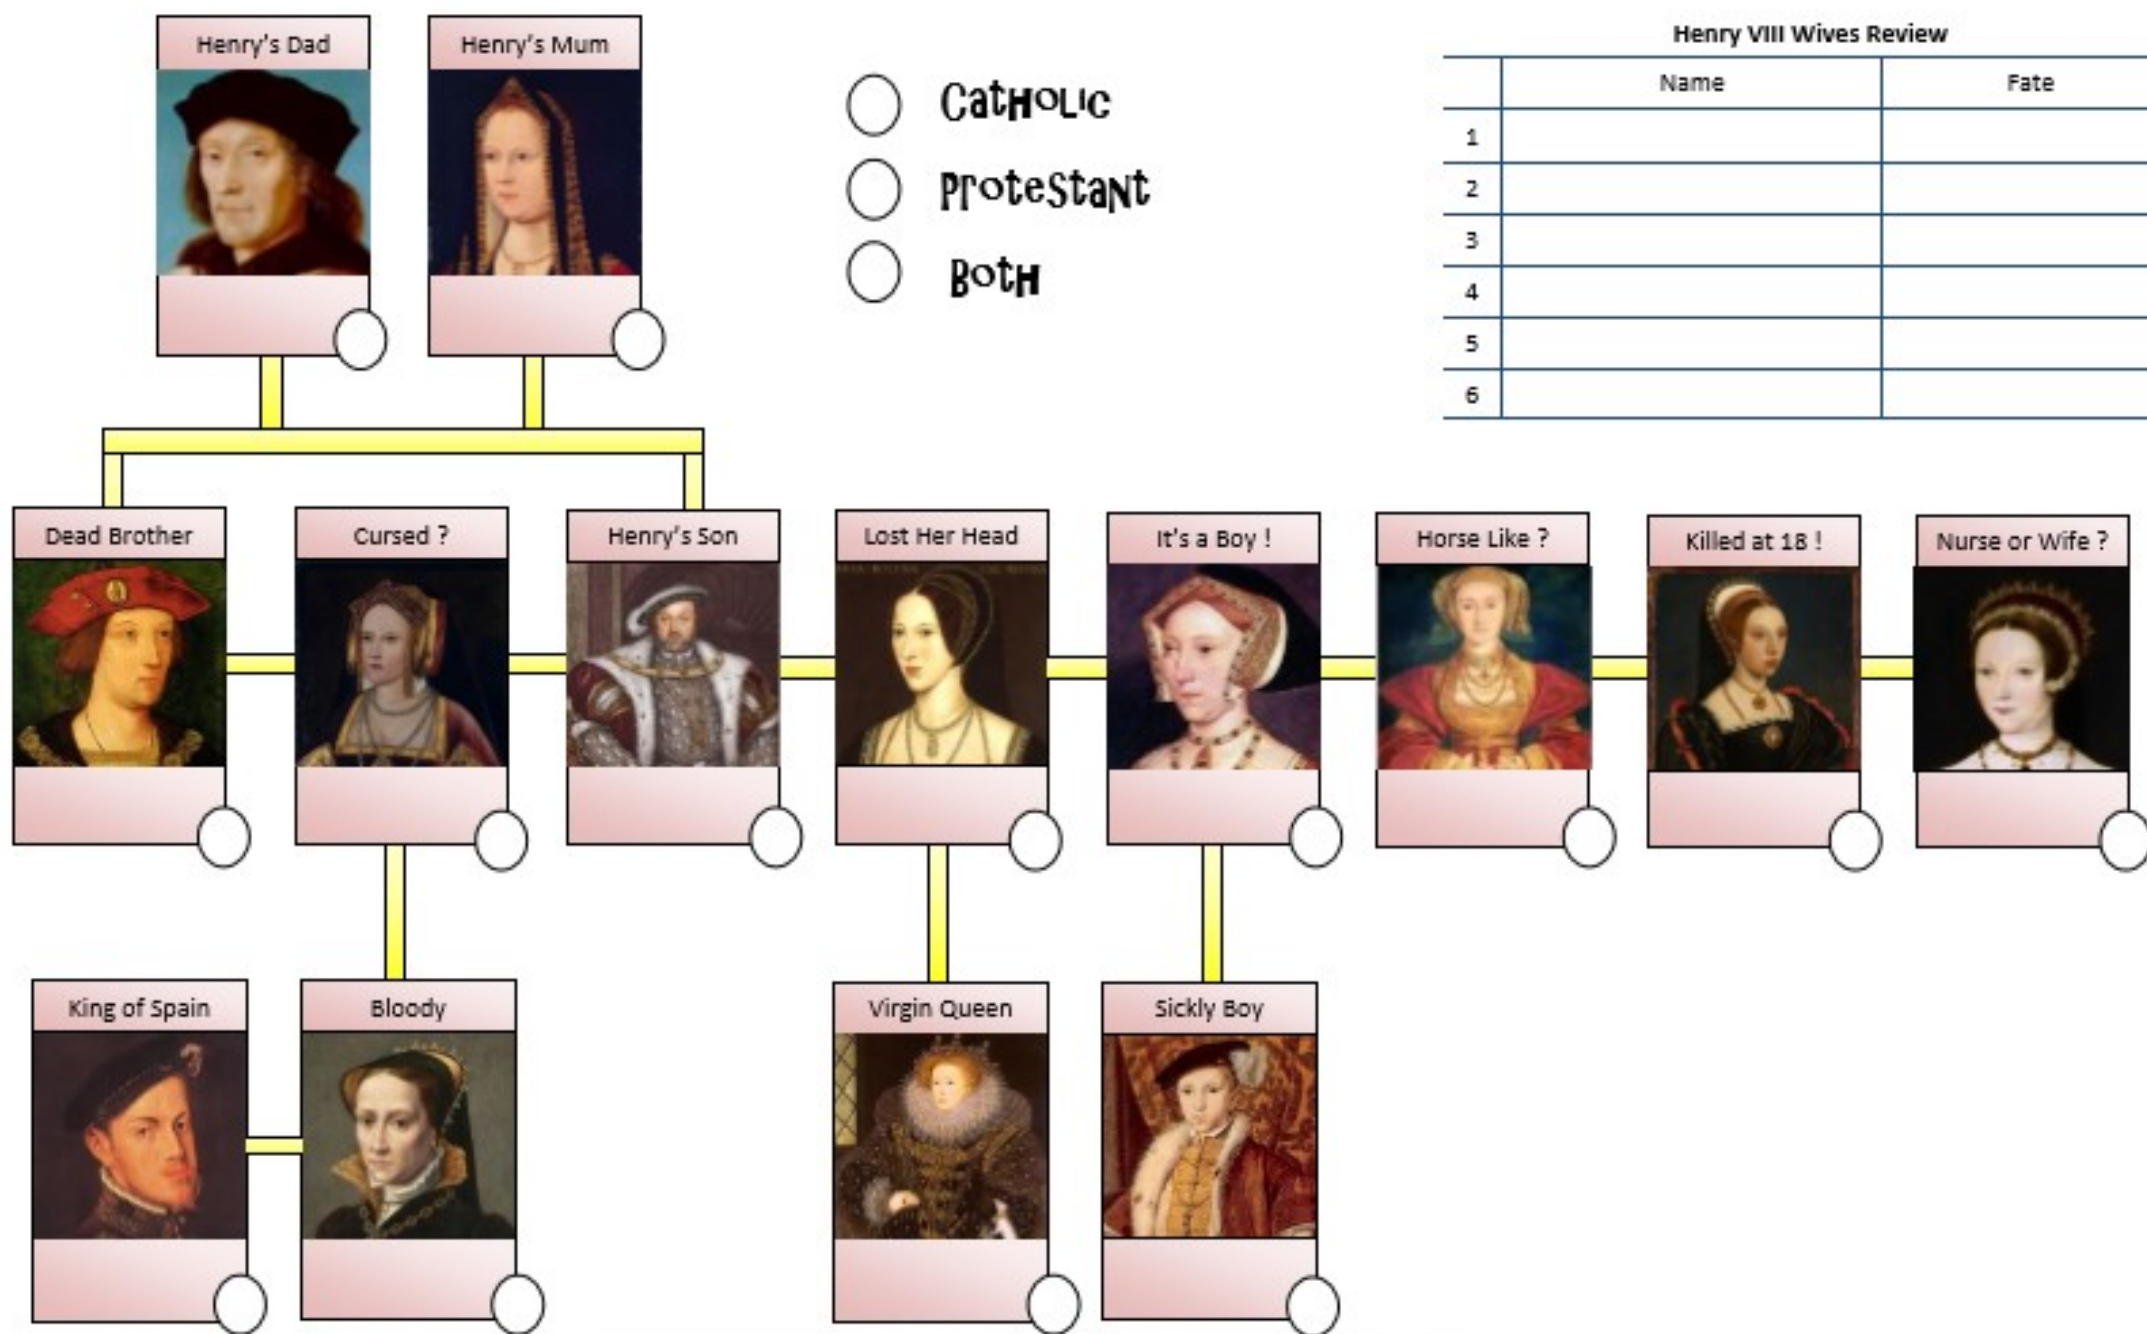 Henry's Dad
Henry's Mum
Catholic
Protestant
Both
Henry VIII Wives Review
Name Fate
1
2
3
4
5
6
Dead Brother
Cursed ?
Henry's Son
Lost Her Head
It's a Boy !
Horse Like ?
Killed at 18 !
Nurse or Wife ?
King of Spain
Bloody
Virgin Queen
Sickly Boy